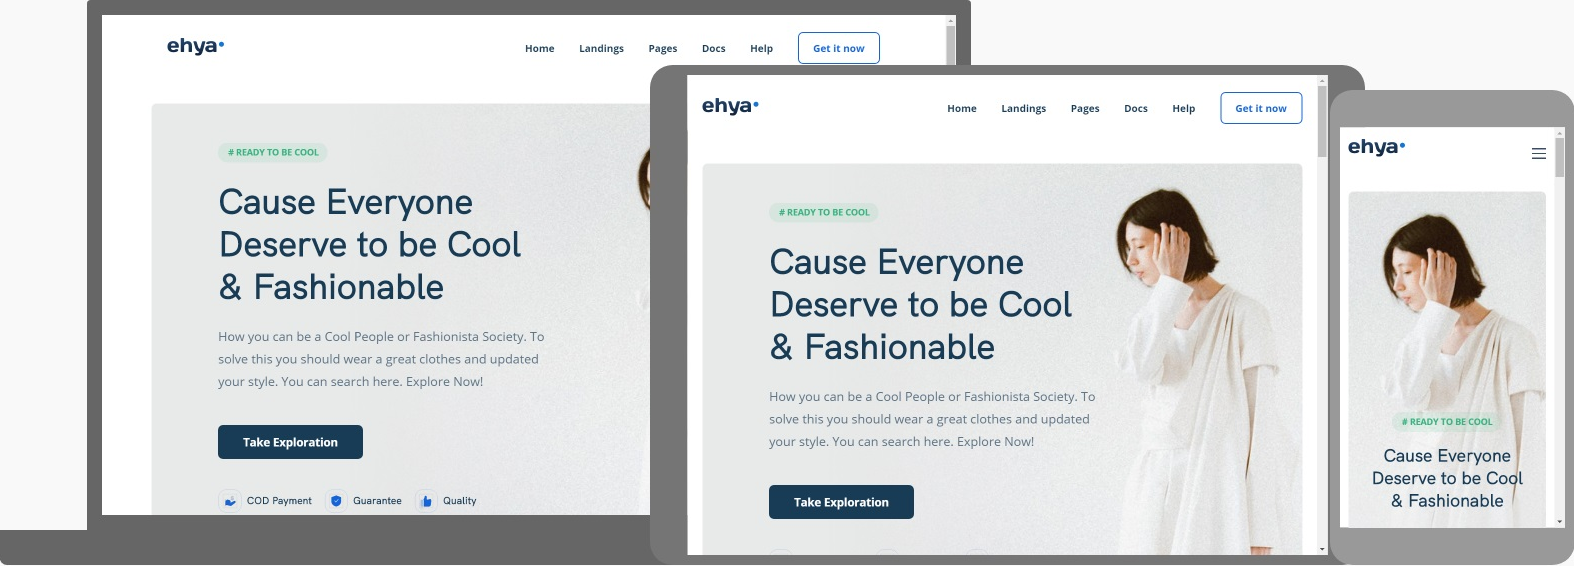 ehya
Home Landings Pages Docs Help Get it now
# READY TO BE COOL
Cause Everyone
Deserve to be Cool
& Fashionable
How you can be a Cool People or Fashionista Society. To
solve this you should wear a great clothes and updated
your style. You can search here. Explore Now!
Take Exploration
COD Payment Guarantee Quality
ehya
Home Landings Pages Docs Help Get it now
# READY TO BE COOL
Cause Everyone
Deserve to be Cool
& Fashionable
How you can be a Cool People or Fashionista Society. To
solve this you should wear a great clothes and updated
your style. You can search here. Explore Now!
Take Exploration
ehya
# READY TO BE COOL
Cause Everyone
Deserve to be Cool
& Fashionable